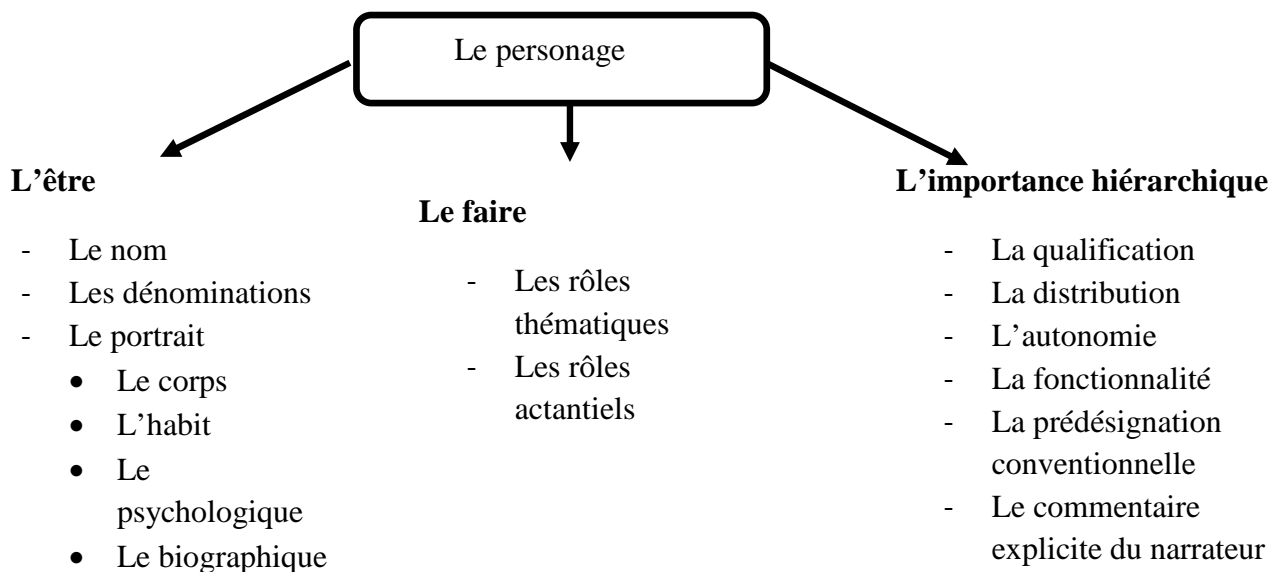 Le personage
L’être
- Le nom
- Les dénominations
- Le portrait
• Le corps
• L’habit
• Le
psychologique
• Le biographique
Le faire
- Les rôles
thématiques
- Les rôles
actantiels
L’importance hiérarchique
- La qualification
- La distribution
- L’autonomie
- La fonctionnalité
- La prédésignation
conventionnelle
- Le commentaire
explicite du narrateur